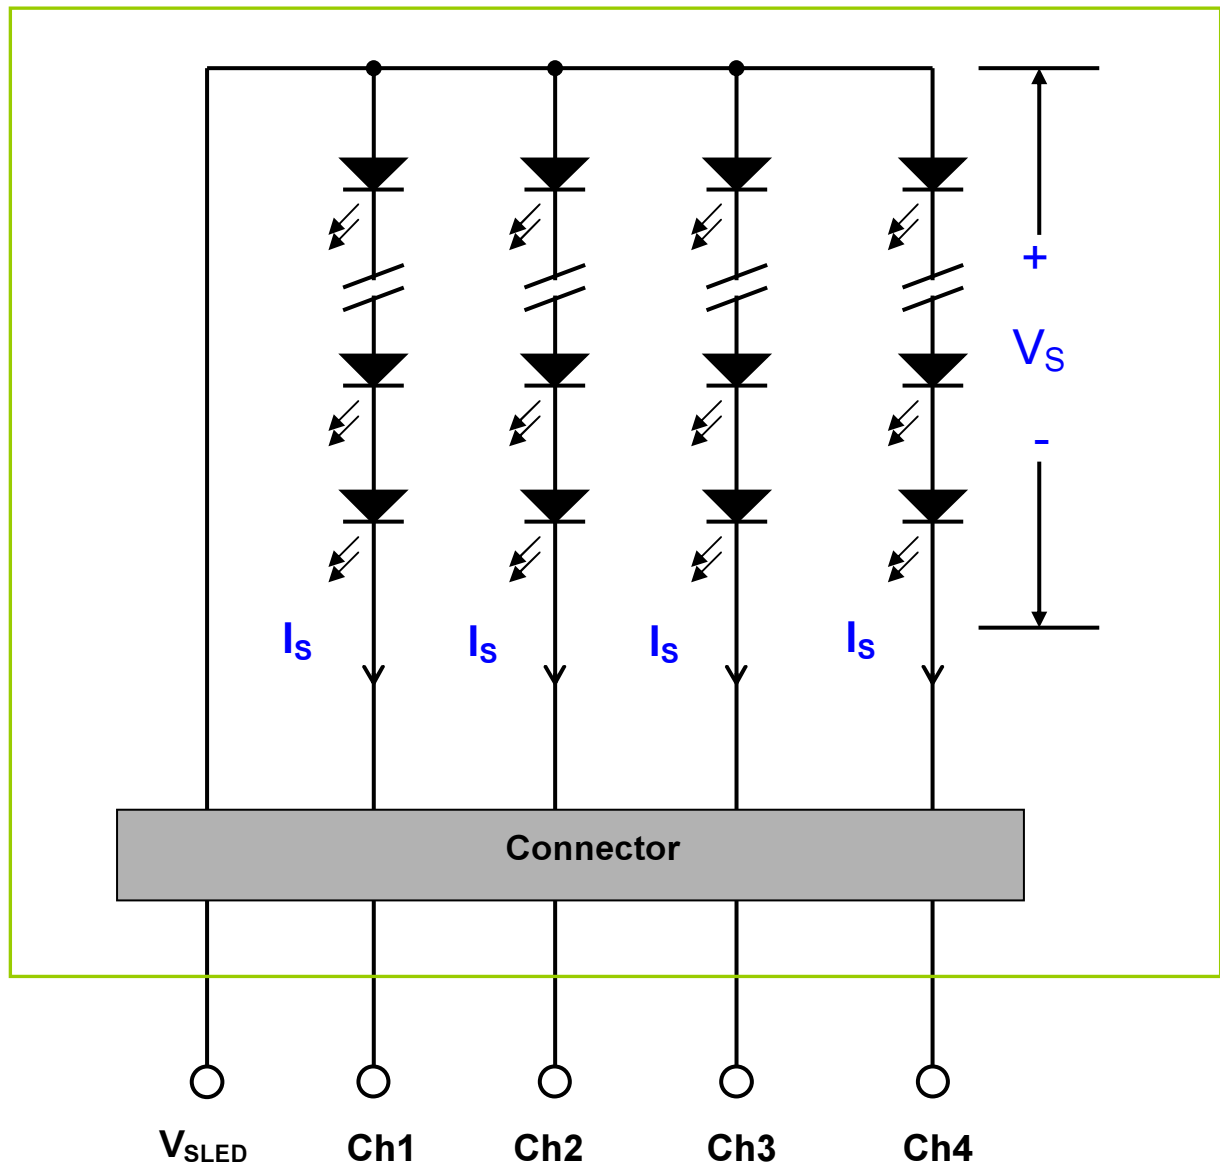 +
VS
-
IS IS IS IS
Connector
VSLED Ch1 Ch2 Ch3 Ch4